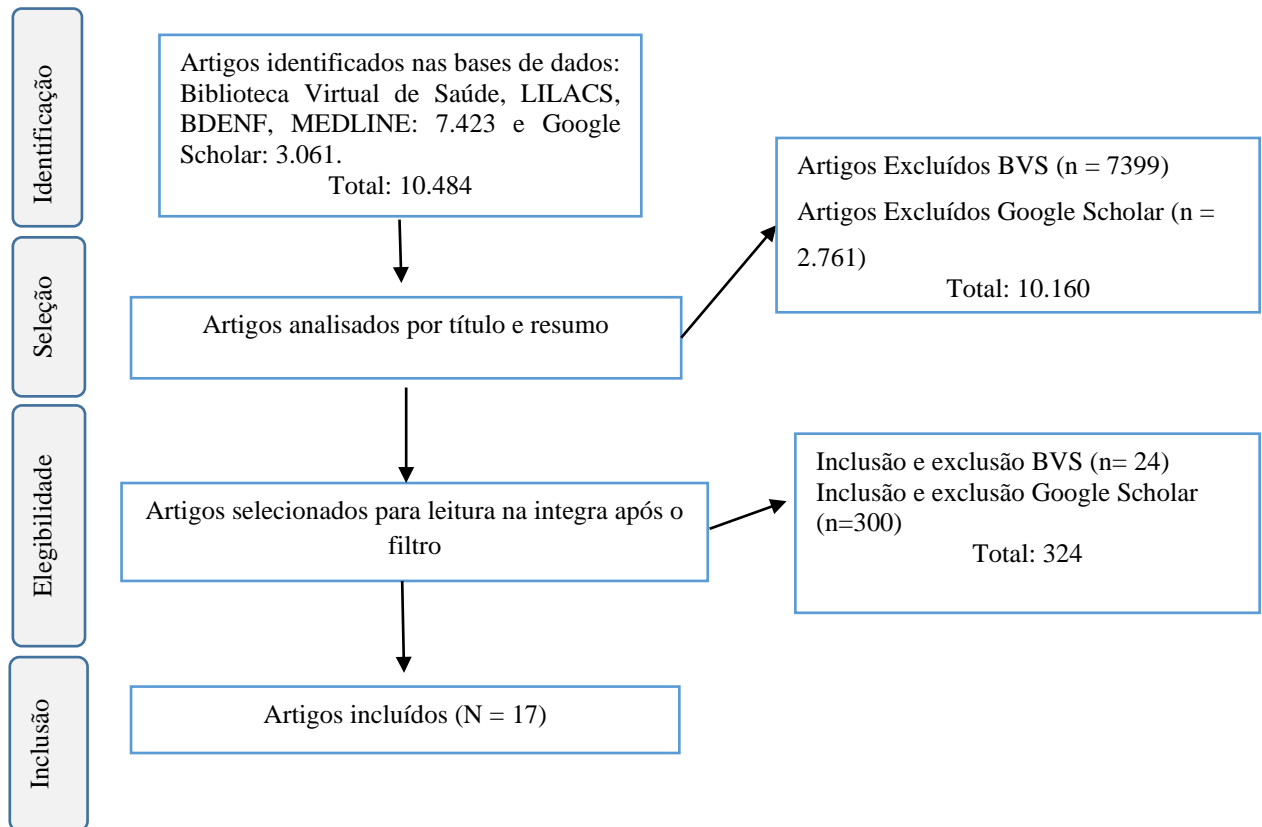 Identificação
Artigos identificados nas bases de dados:
Biblioteca Virtual de Saúde, LILACS,
BDENF, MEDLINE: 7.423 e Google
Scholar: 3.061.
Total: 10.484
Artigos Excluídos BVS (n = 7399)
Artigos Excluídos Google Scholar (n =
2.761)
Total: 10.160
Seleção
Artigos analisados por título e resumo
Elegibilidade
Artigos selecionados para leitura na integra após o
filtro
Inclusão e exclusão BVS (n= 24)
Inclusão e exclusão Google Scholar
(n=300)
Total: 324
Inclusão
Artigos incluídos (N = 17)